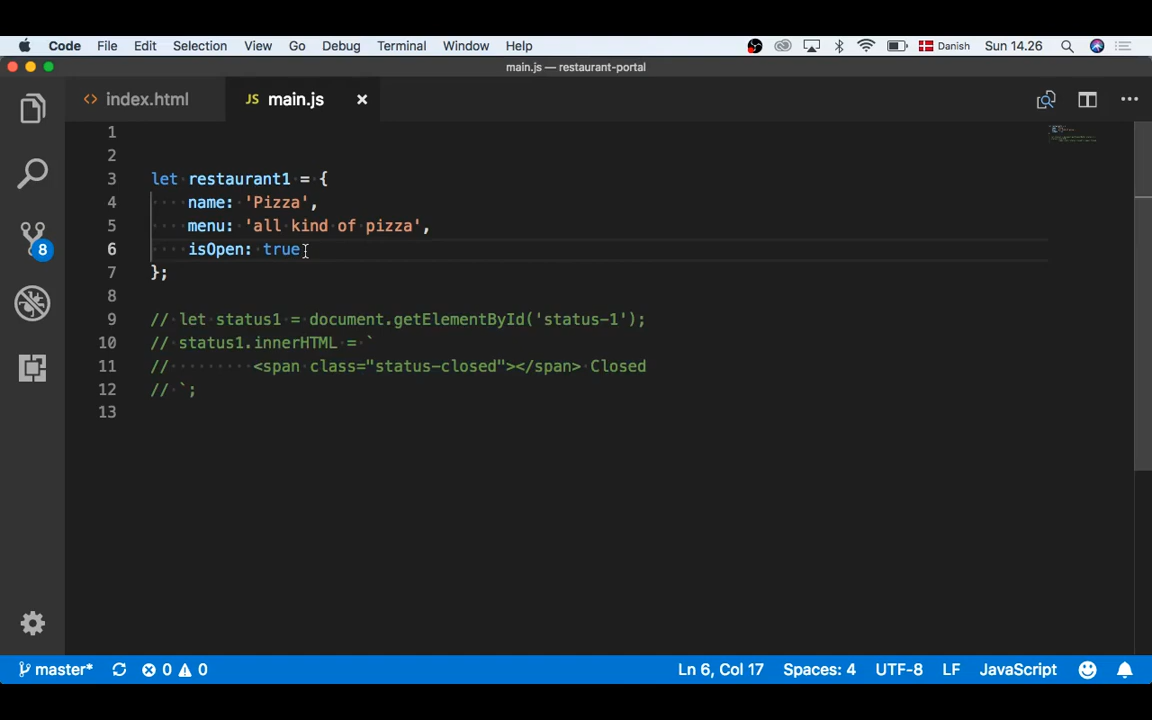 Code File Edit Selection View Go Debug Terminal Window Help Danish Sun 14.26
main.js — restaurant-portal
<> index.html JS main.js ×
1
2
3 let restaurant1 = {
4 name: 'Pizza',
5 menu: 'all kind of pizza',
6 isOpen: true
7 };
8
9 // let status1 = document.getElementById('status-1');
10 // status1.innerHTML = `
11 // <span class="status-closed"></span> Closed
12 // `;
13
8
master* 0 0 Ln 6, Col 17 Spaces: 4 UTF-8 LF JavaScript